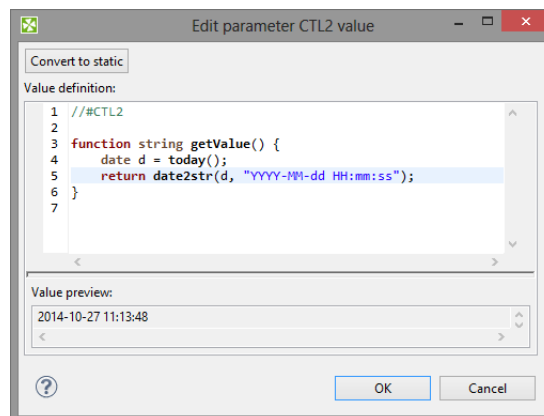 Edit parameter CTL2 value
Convert to static
Value definition:
1 //#CTL2
2
3 function string getValue() {
4 date d = today();
5 return date2str(d, "YYYY-MM-dd HH:mm:ss");
6 }
7
Value preview:
2014-10-27 11:13:48
?
OK Cancel